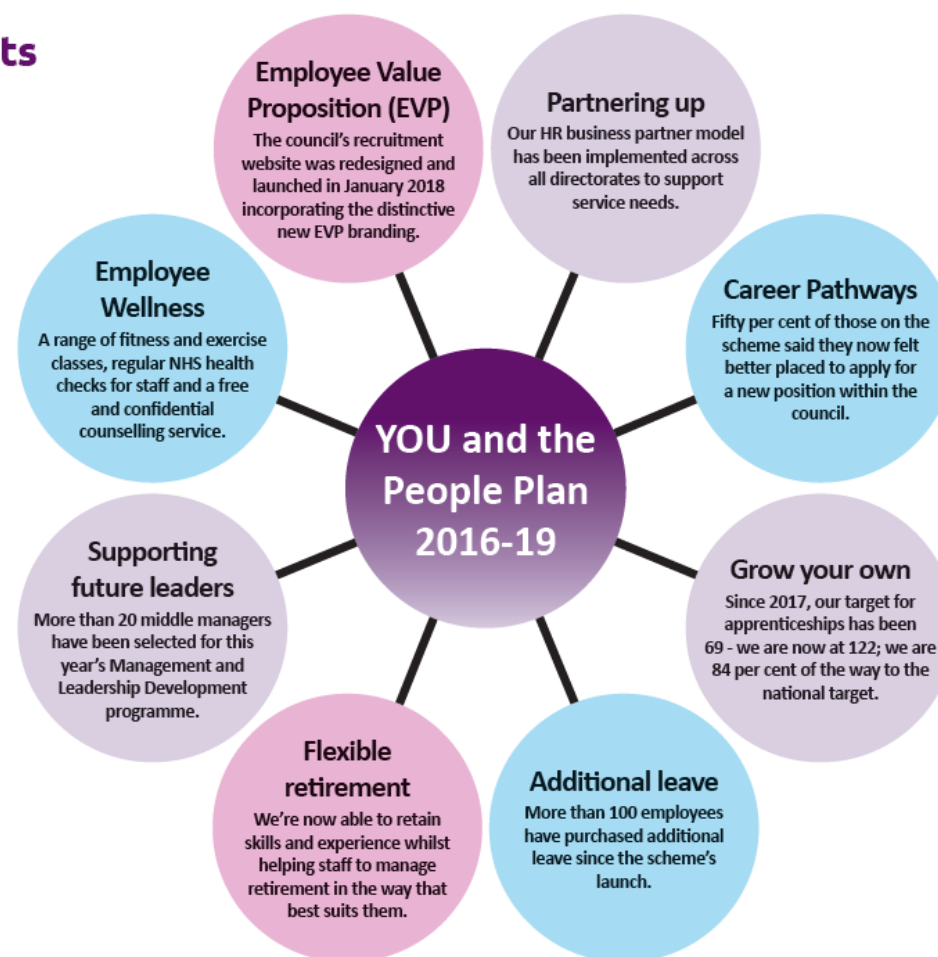 ts
Employee Value
Proposition (EVP)
The council's recruitment
website was redesigned and
launched in January 2018
incorporating the distinctive
new EVP branding.
Partnering up
Our HR business partner model
has been implemented across
all directorates to support
service needs.
Employee
Wellness
A range of fitness and exercise
classes, regular NHS health
checks for staff and a free
and confidential
counselling service.
Career Pathways
Fifty per cent of those on the
scheme said they now felt
better placed to apply for
a new position within the
council.
YOU and the
People Plan
2016-19
Supporting
future leaders
More than 20 middle managers
have been selected for this
year's Management and
Leadership Development
programme.
Grow your own
Since 2017, our target for
apprenticeships has been
69 - we are now at 122; we are
84 per cent of the way to the
national target.
Flexible
retirement
We're now able to retain
skills and experience whilst
helping staff to manage
retirement in the way that
best suits them.
Additional leave
More than 100 employees
have purchased additional
leave since the scheme's
launch.